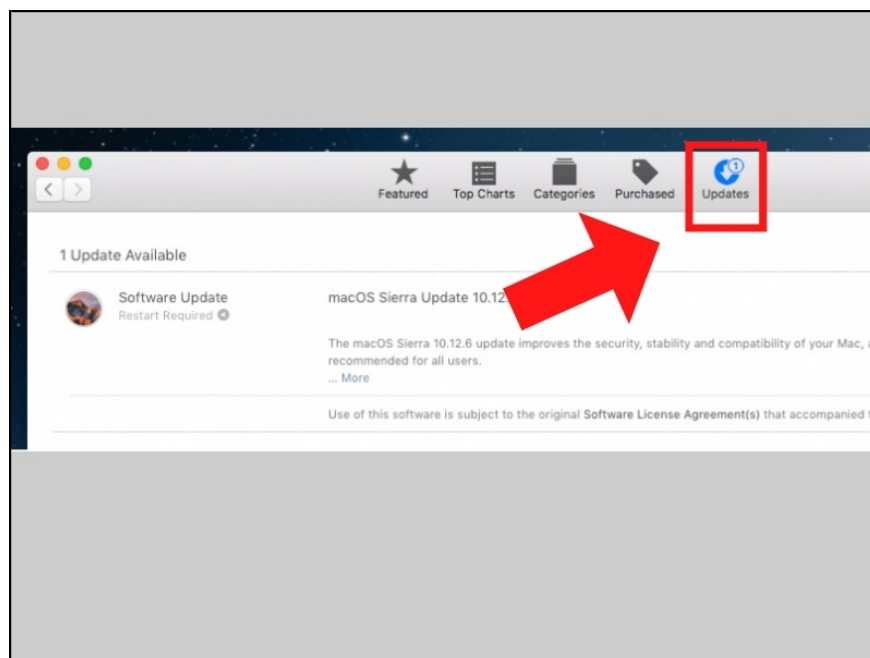 Featured
Top Charts
Categories
Purchased
1
Updates
1 Update Available
Software Update
Restart Required
macOS Sierra Update 10.12.
The macOS Sierra 10.12.6 update improves the security, stability and compatibility of your Mac,
recommended for all users.
... More
Use of this software is subject to the original Software License Agreement(s) that accompanied